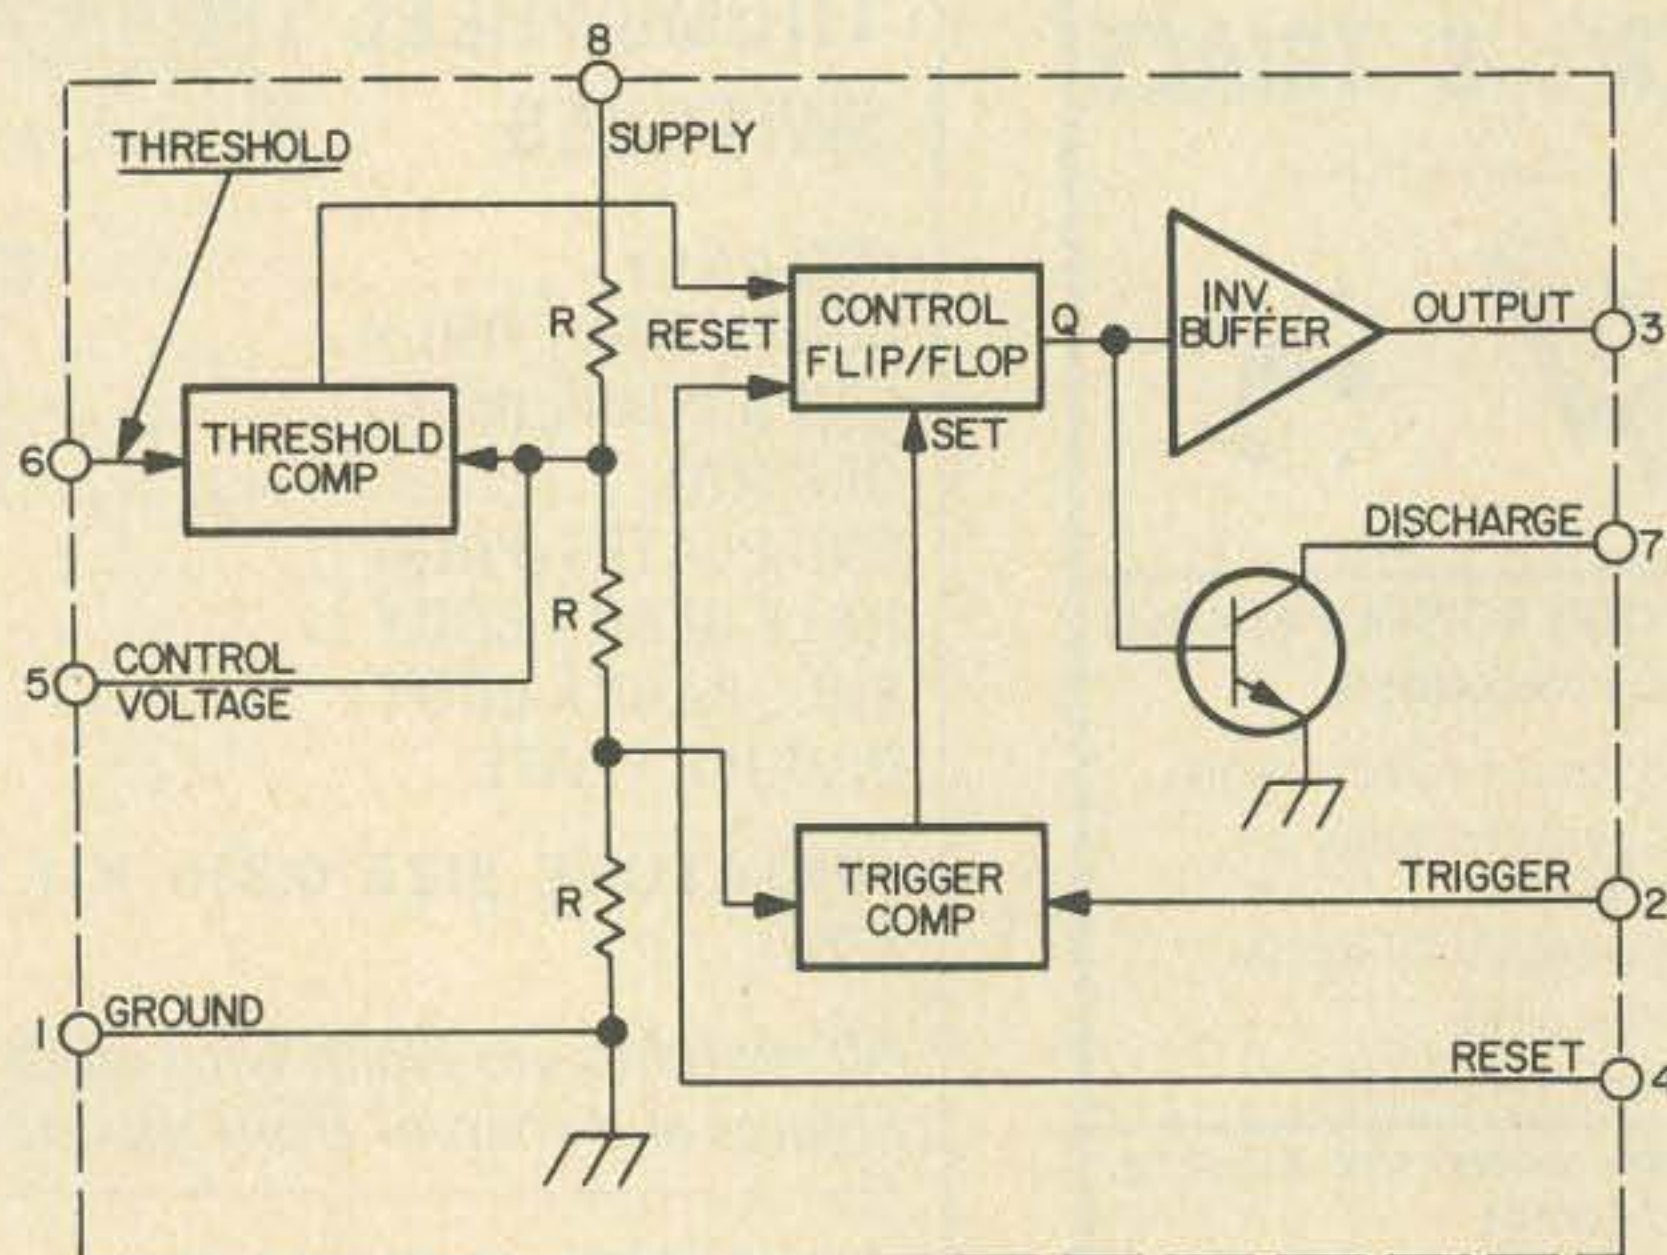 8
SUPPLY
THRESHOLD
R
RESET
CONTROL
FLIP/FLOP
Q
INV.
BUFFER
OUTPUT
3
6
THRESHOLD
COMP
SET
DISCHARGE
7
R
5
CONTROL
VOLTAGE
R
TRIGGER
COMP
TRIGGER
2
1
GROUND
RESET
4